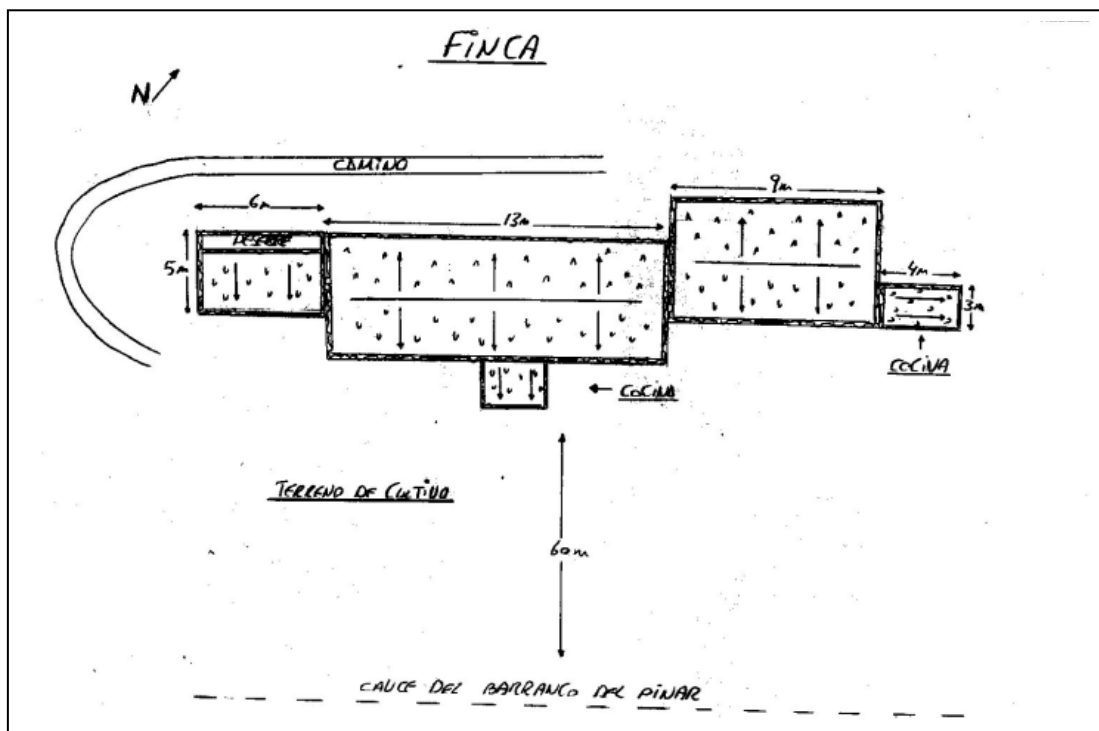 FINCA
N
CAMINO
9m
6m
13m
5m
4m
3m
COCINA
COCINA
TERRENO DE CULTIVO
60m
CAUCE DEL BARRANCO DEL PINAR